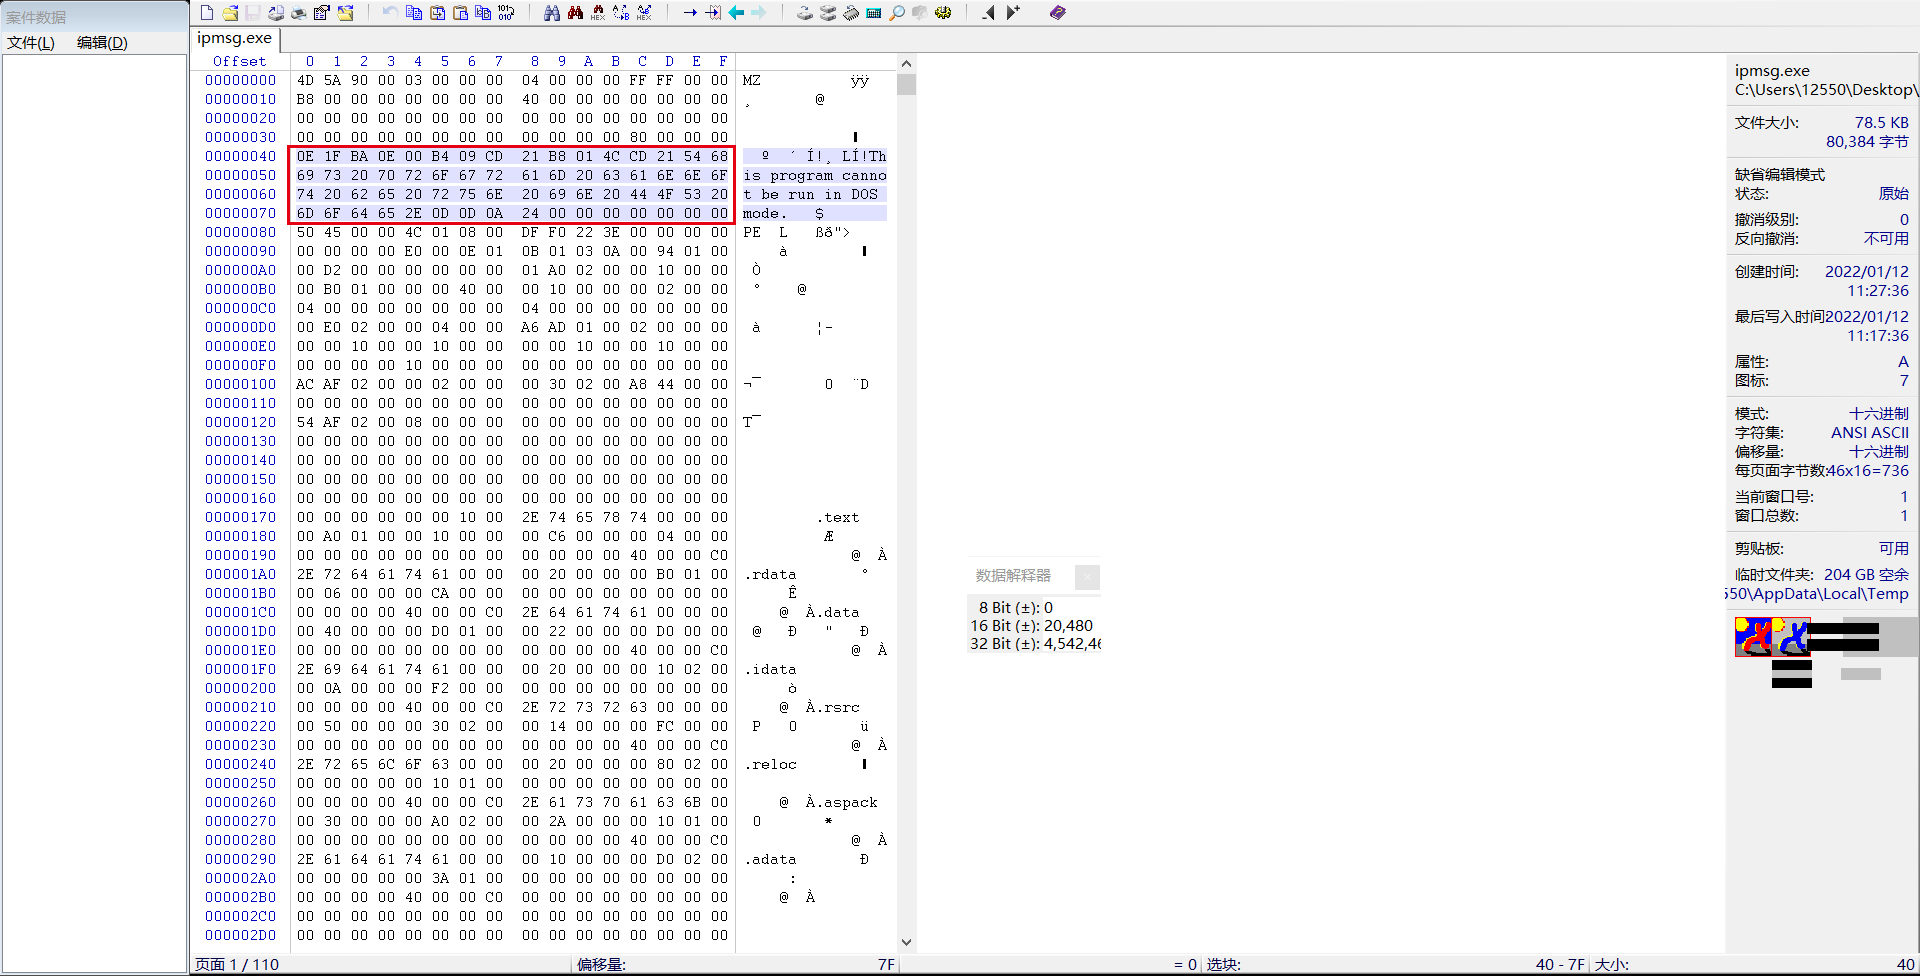 案件数据
文件(L) 编辑(D)
ipmsg.exe
Offset 0 1 2 3 4 5 6 7 8 9 A B C D E F
00000000 4D 5A 90 00 03 00 00 00 04 00 00 00 FF FF 00 00 MZ ÿÿ
00000010 B8 00 00 00 00 00 00 00 40 00 00 00 00 00 00 00 ¸ @
00000020 00 00 00 00 00 00 00 00 00 00 00 00 00 00 00 00
00000030 00 00 00 00 00 00 00 00 00 00 00 00 80 00 00 00
00000040 0E 1F BA 0E 00 B4 09 CD 21 B8 01 4C CD 21 54 68 º ´ Í!¸ LÍ!Th
00000050 69 73 20 70 72 6F 67 72 61 6D 20 63 61 6E 6E 6F is program canno
00000060 74 20 62 65 20 72 75 6E 20 69 6E 20 44 4F 53 20 t be run in DOS
00000070 6D 6F 64 65 2E 0D 0D 0A 24 00 00 00 00 00 00 00 mode. $
00000080 50 45 00 00 4C 01 08 00 DF F0 22 3E 00 00 00 00 PE L ßð">
00000090 00 00 00 00 E0 00 0E 01 0B 01 03 0A 00 94 01 00 à
000000A0 00 D2 00 00 00 00 00 00 01 A0 02 00 00 10 00 00 Ò
000000B0 00 B0 01 00 00 00 40 00 00 10 00 00 00 02 00 00 ° @
000000C0 04 00 00 00 00 00 00 00 04 00 00 00 00 00 00 00
000000D0 00 E0 02 00 00 04 00 00 A6 AD 01 00 02 00 00 00 à ¦-
000000E0 00 00 10 00 00 10 00 00 00 00 10 00 00 10 00 00
000000F0 00 00 00 00 10 00 00 00 00 00 00 00 00 00 00 00
00000100 AC AF 02 00 00 02 00 00 00 30 02 00 A8 44 00 00 ¬¯ 0 ¨D
00000110 00 00 00 00 00 00 00 00 00 00 00 00 00 00 00 00
00000120 54 AF 02 00 08 00 00 00 00 00 00 00 00 00 00 00 T¯
00000130 00 00 00 00 00 00 00 00 00 00 00 00 00 00 00 00
00000140 00 00 00 00 00 00 00 00 00 00 00 00 00 00 00 00
00000150 00 00 00 00 00 00 00 00 00 00 00 00 00 00 00 00
00000160 00 00 00 00 00 00 00 00 00 00 00 00 00 00 00 00
00000170 00 00 00 00 00 00 10 00 2E 74 65 78 74 00 00 00 .text
00000180 00 A0 01 00 00 10 00 00 00 C6 00 00 00 04 00 00 Æ
00000190 00 00 00 00 00 00 00 00 00 00 00 00 40 00 00 C0 @ À
000001A0 2E 72 64 61 74 61 00 00 00 20 00 00 00 B0 01 00 .rdata °
000001B0 00 06 00 00 00 CA 00 00 00 00 00 00 00 00 00 00 Ê
000001C0 00 00 00 00 40 00 00 C0 2E 64 61 74 61 00 00 00 @ À.data
000001D0 00 40 00 00 00 D0 01 00 00 22 00 00 00 D0 00 00 @ Ð " Ð
000001E0 00 00 00 00 00 00 00 00 00 00 00 00 40 00 00 C0 @ À
000001F0 2E 69 64 61 74 61 00 00 00 20 00 00 00 10 02 00 .idata
00000200 00 0A 00 00 00 F2 00 00 00 00 00 00 00 00 00 00 ò
00000210 00 00 00 00 40 00 00 C0 2E 72 73 72 63 00 00 00 @ À.rsrc
00000220 00 50 00 00 00 30 02 00 00 14 00 00 00 FC 00 00 P 0 ü
00000230 00 00 00 00 00 00 00 00 00 00 00 00 40 00 00 C0 @ À
00000240 2E 72 65 6C 6F 63 00 00 00 20 00 00 00 80 02 00 .reloc
00000250 00 00 00 00 00 10 01 00 00 00 00 00 00 00 00 00
00000260 00 00 00 00 40 00 00 C0 2E 61 73 70 61 63 6B 00 @ À.aspack
00000270 00 30 00 00 00 A0 02 00 00 2A 00 00 00 10 01 00 0 *
00000280 00 00 00 00 00 00 00 00 00 00 00 00 40 00 00 C0 @ À
00000290 2E 61 64 61 74 61 00 00 00 10 00 00 00 D0 02 00 .adata Ð
000002A0 00 00 00 00 00 3A 01 00 00 00 00 00 00 00 00 00 :
000002B0 00 00 00 00 40 00 00 C0 00 00 00 00 00 00 00 00 @ À
000002C0 00 00 00 00 00 00 00 00 00 00 00 00 00 00 00 00
000002D0 00 00 00 00 00 00 00 00 00 00 00 00 00 00 00 00
数据解释器
8 Bit (±): 0
16 Bit (±): 20,480
32 Bit (±): 4,542,46
ipmsg.exe
C:\Users\12550\Desktop\
文件大小: 78.5 KB
80,384 字节
缺省编辑模式
状态: 原始
撤消级别: 0
反向撤消: 不可用
创建时间: 2022/01/12
11:27:36
最后写入时间2022/01/12
11:17:36
属性: A
图标: 7
模式: 十六进制
字符集: ANSI ASCII
偏移量: 十六进制
每页面字节数:46x16=736
当前窗口号: 1
窗口总数: 1
剪贴板: 可用
临时文件夹: 204 GB 空余
550\AppData\Local\Temp
页面 1 / 110 偏移量: 7F = 0 选块: 40 - 7F 大小: 40